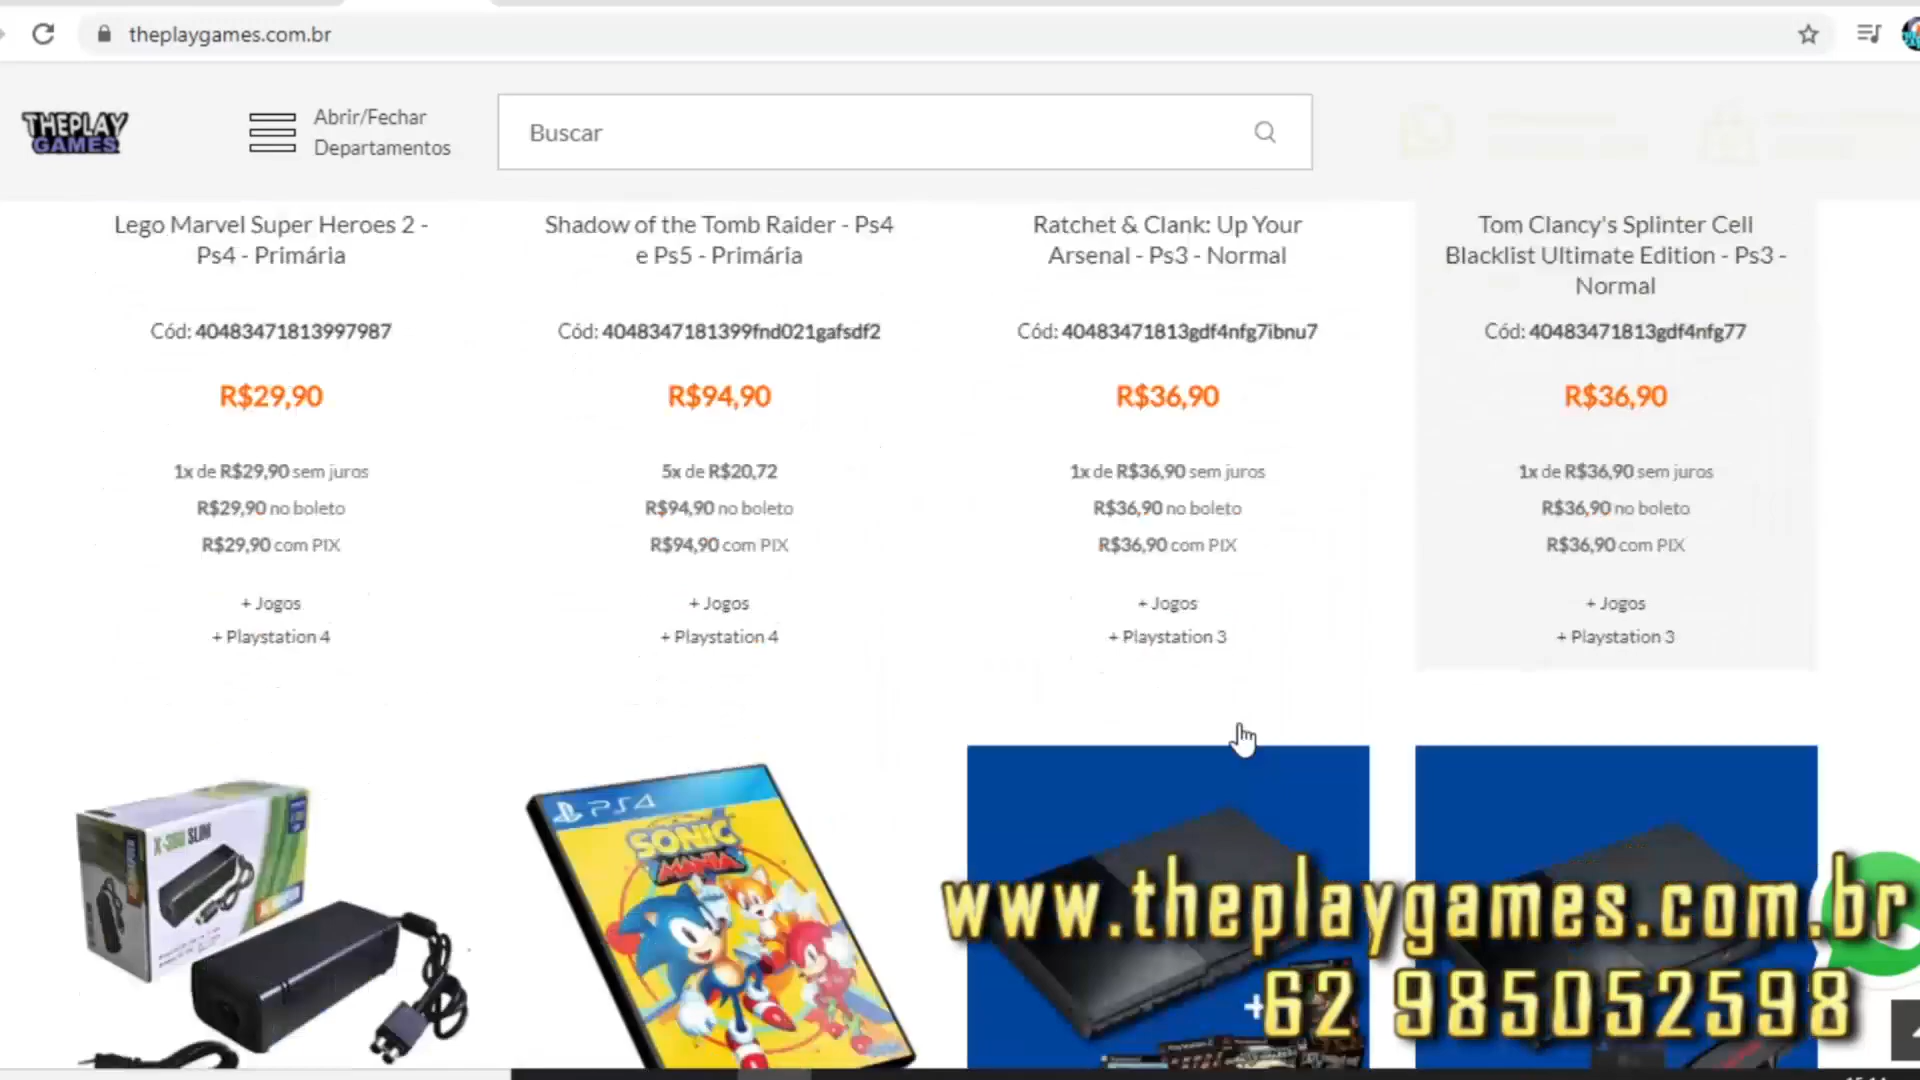 theplaygames.com.br
THEPLAY
GAMES
Abrir/Fechar
Departamentos
Buscar
Lego Marvel Super Heroes 2 -
Ps4 - Primária
Cód: 40483471813997987
R$29,90
1x de R$29,90 sem juros
R$29,90 no boleto
R$29,90 com PIX
+ Jogos
+ Playstation 4
Shadow of the Tomb Raider - Ps4
e Ps5 - Primária
Cód: 4048347181399fnd021gafsdf2
R$94,90
5x de R$20,72
R$94,90 no boleto
R$94,90 com PIX
+ Jogos
+ Playstation 4
Ratchet & Clank: Up Your
Arsenal - Ps3 - Normal
Cód: 40483471813gdf4nfg7ibnu7
R$36,90
1x de R$36,90 sem juros
R$36,90 no boleto
R$36,90 com PIX
+ Jogos
+ Playstation 3
Tom Clancy's Splinter Cell
Blacklist Ultimate Edition - Ps3 -
Normal
Cód: 40483471813gdf4nfg77
R$36,90
1x de R$36,90 sem juros
R$36,90 no boleto
R$36,90 com PIX
+ Jogos
+ Playstation 3
SLIM
PS4
SONIC
MANIA
www.theplaygames.com.br
+62 985052598